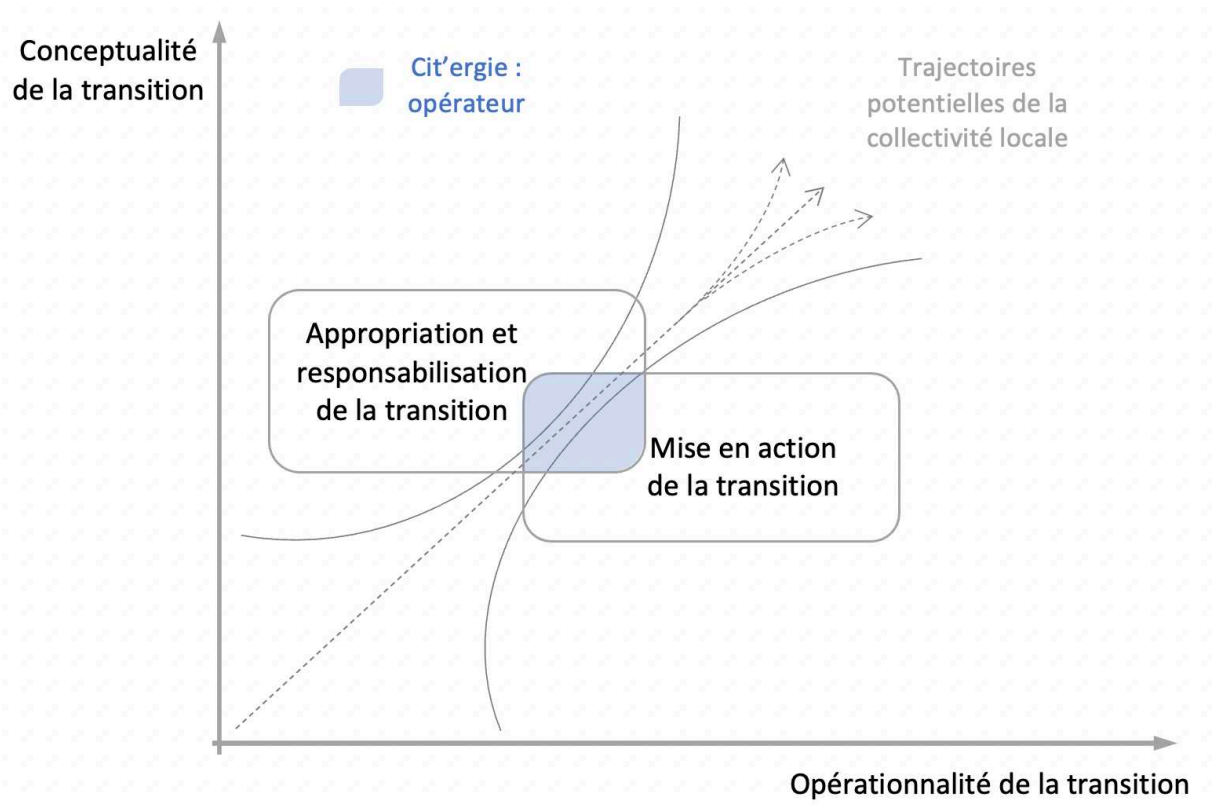 Conceptualité
de la transition
Cit'ergie :
opérateur
Trajectoires
potentielles de la
collectivité locale
Appropriation et
responsabilisation
de la transition
Mise en action
de la transition
Opérationnalité de la transition